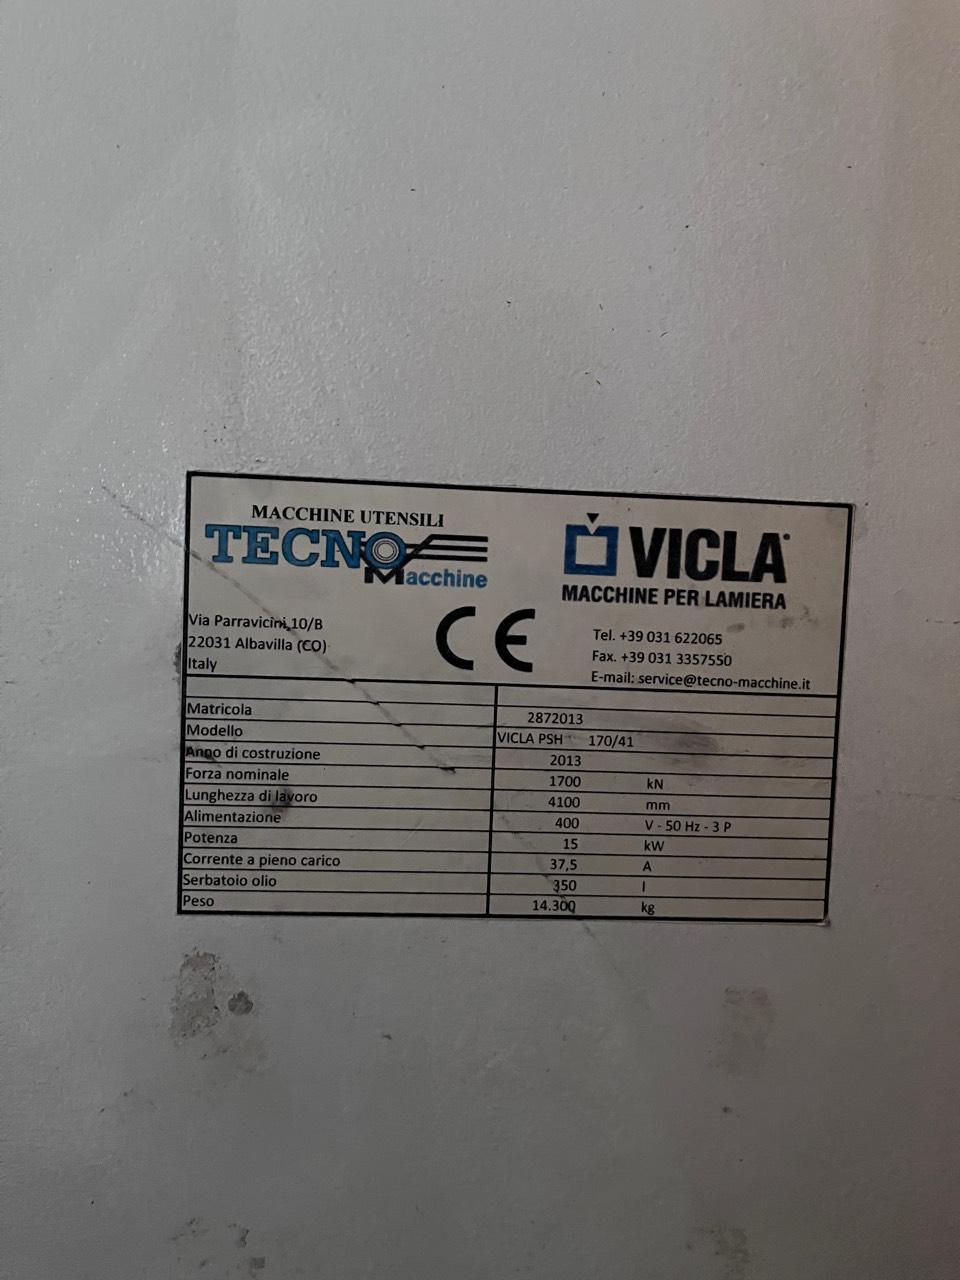 MACCHINE UTENSILI
TECNO
Macchine
VICLA®
MACCHINE PER LAMIERA
Via Parravicini,10/B
22031 Albavilla (CO)
Italy
CE
Tel. +39 031 622065
Fax. +39 031 3357550
E-mail: service@tecno-macchine.it
Matricola 2872013
Modello VICLA PSH 170/41
Anno di costruzione 2013
Forza nominale 1700 kN
Lunghezza di lavoro 4100 mm
Alimentazione 400 V - 50 Hz - 3 P
Potenza 15 kW
Corrente a pieno carico 37,5 A
Serbatoio olio 350 l
Peso 14.300 kg